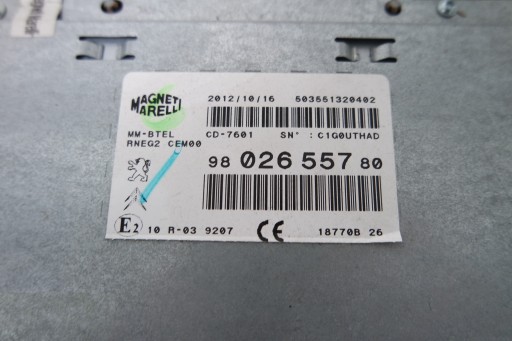 MAGNETI
MARELLI
2012/10/16 503551320402
MM-BTEL CD-7601 SN° : C1G0UTHAD
RNEG2 CEM00
98 026 557 80
E2 10 R-03 9207 CE 18770B 26